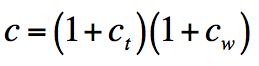 c = (1 + c_t)(1 + c_w)